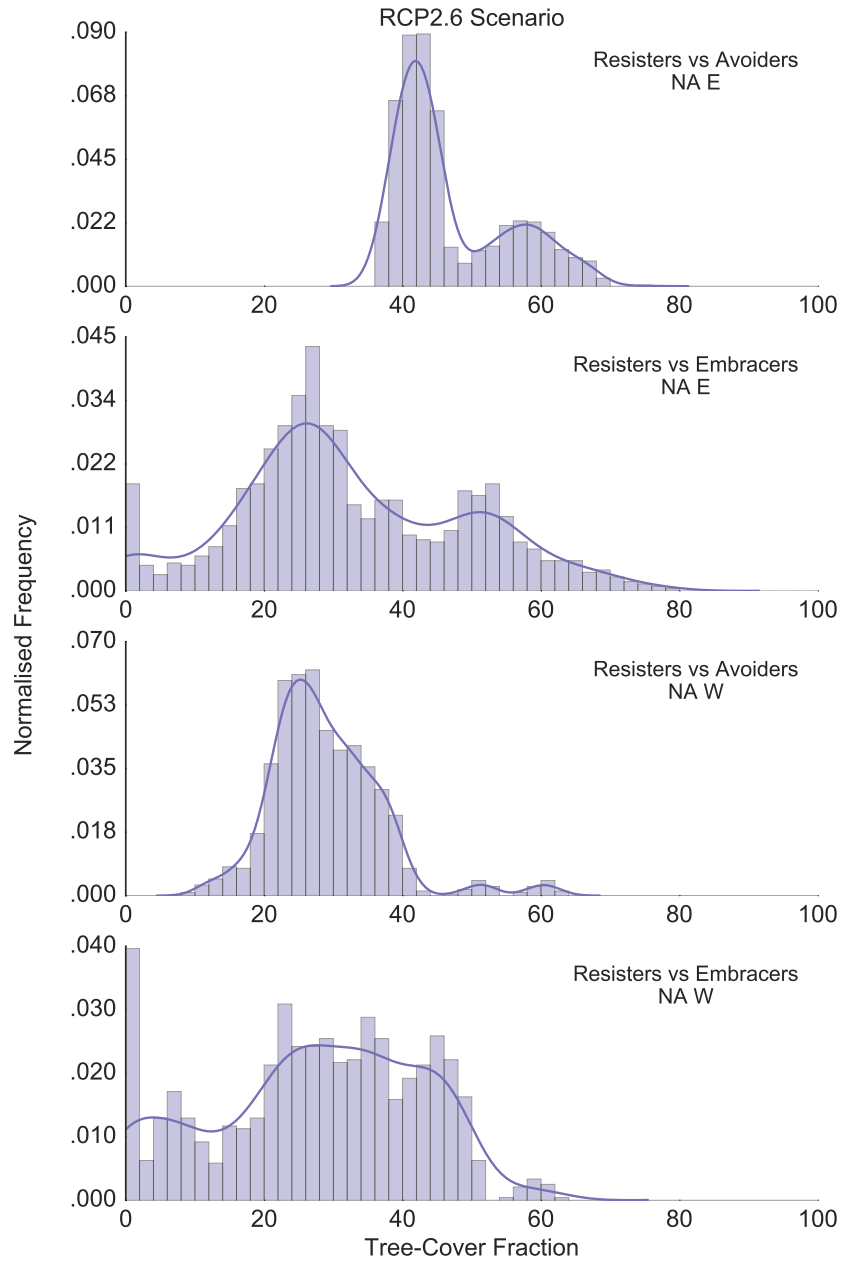 RCP2.6 Scenario
.090
.068
.045
.022
.000
Resisters vs Avoiders
NA E
0 20 40 60 80 100
.045
.034
.022
.011
.000
Resisters vs Embracers
NA E
0 20 40 60 80 100
Normalised Frequency
.070
.053
.035
.018
.000
Resisters vs Avoiders
NA W
0 20 40 60 80 100
.040
.030
.020
.010
.000
Resisters vs Embracers
NA W
0 20 40 60 80 100
Tree-Cover Fraction